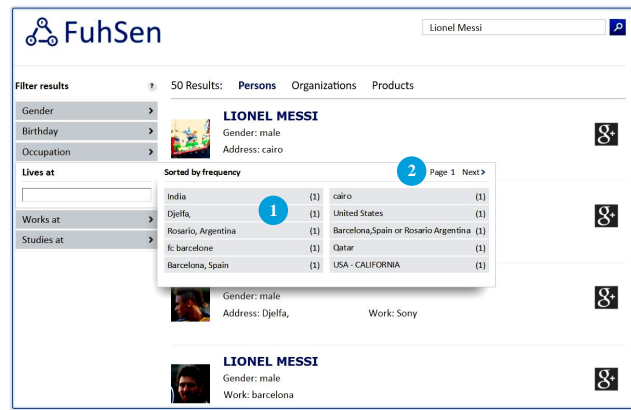 FuhSen
Lionel Messi
Filter results ?
50 Results: Persons Organizations Products
Gender
Birthday
Occupation
Lives at
Works at
Studies at
LIONEL MESSI
Gender: male
Address: cairo
g+
Sorted by frequency
2
Page 1 Next
India (1)
Djelfa, (1)
Rosario, Argentina (1)
fc barcelone (1)
Barcelona, Spain (1)
1
cairo (1)
United States (1)
Barcelona,Spain or Rosario Argentina (1)
Qatar (1)
USA - CALIFORNIA (1)
g+
Gender: male
Address: Djelfa, Work: Sony
g+
LIONEL MESSI
Gender: male
Work: barcelona
g+